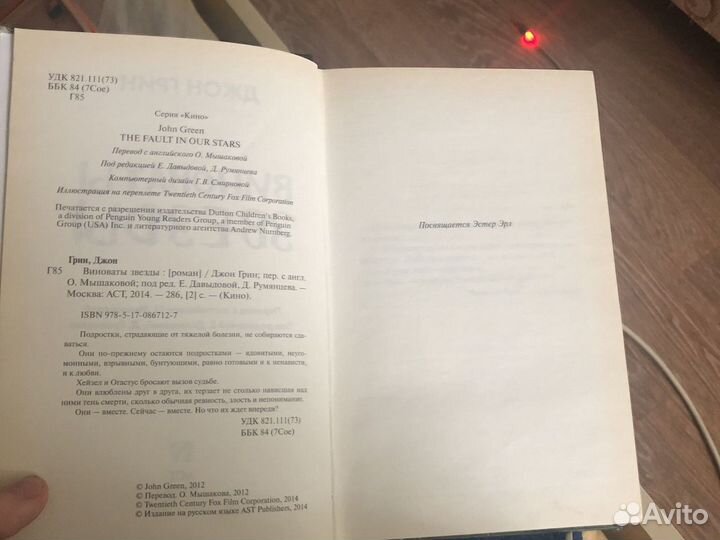 УДК 821.111(73)
ББК 84 (7Сое)
Г85
Серия «Кино»
John Green
THE FAULT IN OUR STARS
Перевод с английского О. Мышаковой
Под редакцией Е. Давыдовой, Д. Румянцева
Компьютерный дизайн Г.В. Смирновой
Иллюстрация на переплете Twentieth Century Fox Film Corporation
Печатается с разрешения издательства Dutton Children's Books,
a division of Penguin Young Readers Group, a member of Penguin
Group (USA) Inc. и литературного агентства Andrew Nurnberg.
Грин, Джон
Г85 Виноваты звезды : [роман] / Джон Грин; пер. с англ.
О. Мышаковой; под ред. Е. Давыдовой, Д. Румянцева. –
Москва: АСТ, 2014. – 286, [2] с. – (Кино).
ISBN 978-5-17-086712-7
Подростки, страдающие от тяжелой болезни, не собираются сда-
ваться.
Они по-прежнему остаются подростками – ядовитыми, неуго-
монными, взрывными, бунтующими, равно готовыми и к ненависти,
и к любви.
Хейзел и Огастус бросают вызов судьбе.
Они влюблены друг в друга, их терзает не столько нависшая над
ними тень смерти, сколько обычная ревность, злость и непонимание.
Они – вместе. Сейчас – вместе. Но что их ждет впереди?
УДК 821.111(73)
ББК 84 (7Сое)
© John Green, 2012
© Перевод. О. Мышакова, 2012
© Twentieth Century Fox Film Corporation, 2014
© Издание на русском языке AST Publishers, 2014
Посвящается Эстер Эрл
Avito